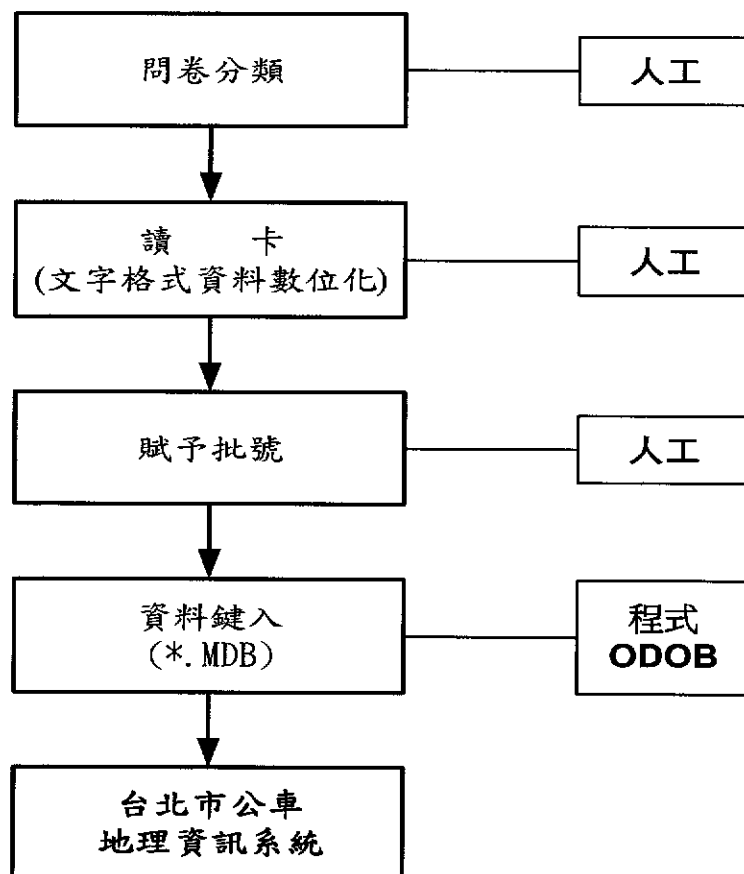 問卷分類
人工
讀 卡
(文字格式資料數位化)
人工
賦予批號
人工
資料鍵入
(*.MDB)
程式
ODOB
台北市公車
地理資訊系統